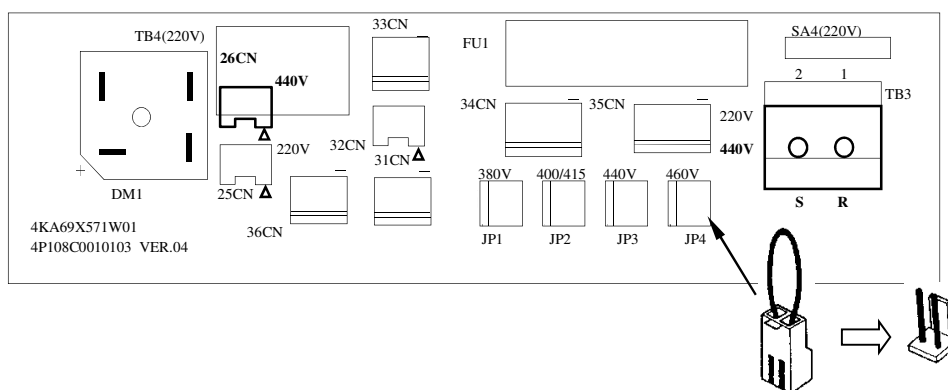 33CN
TB4(220V)
FU1
SA4(220V)
26CN
440V
2 1
TB3
34CN
35CN
220V
32CN
220V
440V
31CN
25CN
380V 400/415 440V 460V
DM1
S R
36CN
4KA69X571W01
4P108C0010103 VER.04
JP1 JP2 JP3 JP4